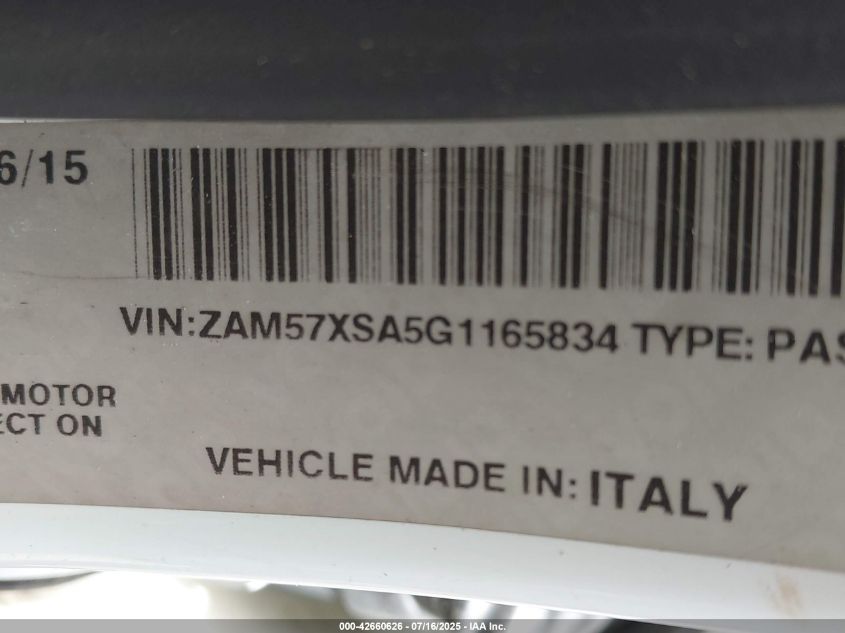 6/15
VIN:ZAM57XSA5G1165834 TYPE: PAS
MOTOR
ECT ON
VEHICLE MADE IN: ITALY
000-42660626 - 07/16/2025 - IAA Inc.